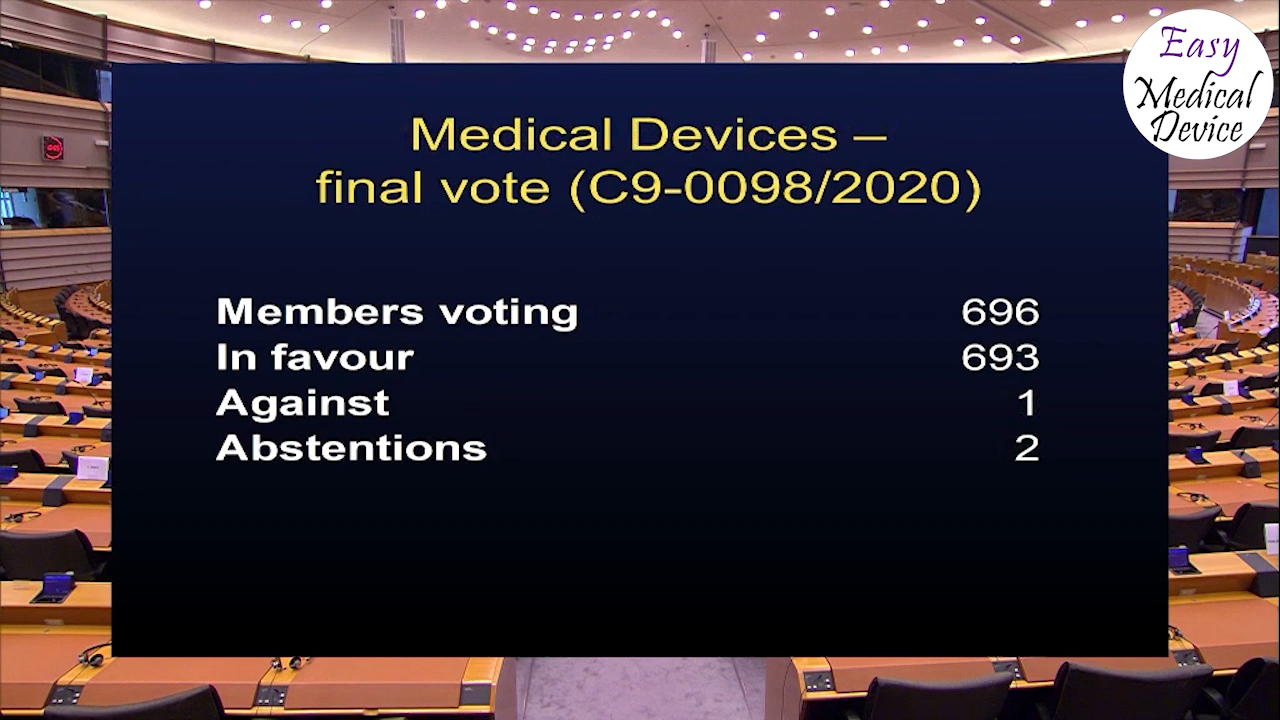 Easy
Medical
Device
Medical Devices –
final vote (C9-0098/2020)
Members voting 696
In favour 693
Against 1
Abstentions 2